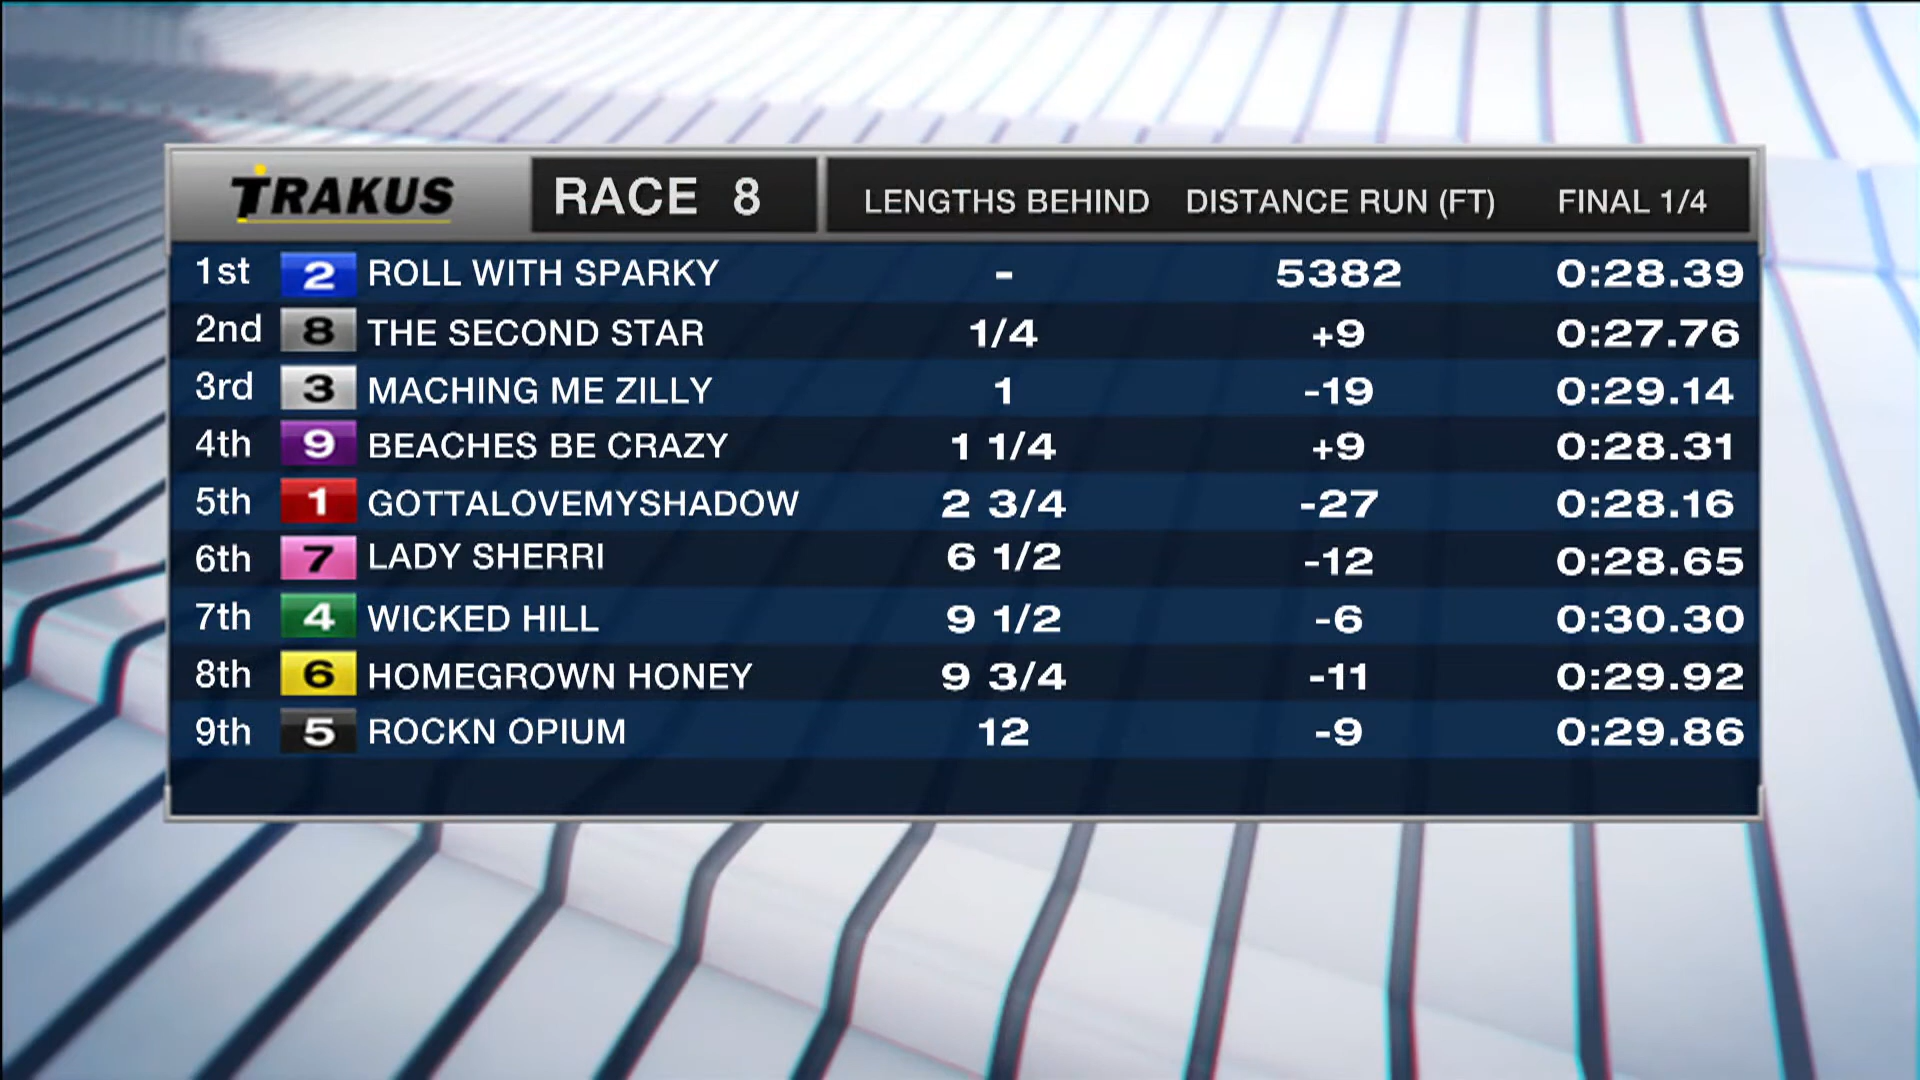 TRAKUS RACE 8 LENGTHS BEHIND DISTANCE RUN (FT) FINAL 1/4
1st 2 ROLL WITH SPARKY - 5382 0:28.39
2nd 8 THE SECOND STAR 1/4 +9 0:27.76
3rd 3 MACHING ME ZILLY 1 -19 0:29.14
4th 9 BEACHES BE CRAZY 1 1/4 +9 0:28.31
5th 1 GOTTALOVEMYSHADOW 2 3/4 -27 0:28.16
6th 7 LADY SHERRI 6 1/2 -12 0:28.65
7th 4 WICKED HILL 9 1/2 -6 0:30.30
8th 6 HOMEGROWN HONEY 9 3/4 -11 0:29.92
9th 5 ROCKN OPIUM 12 -9 0:29.86